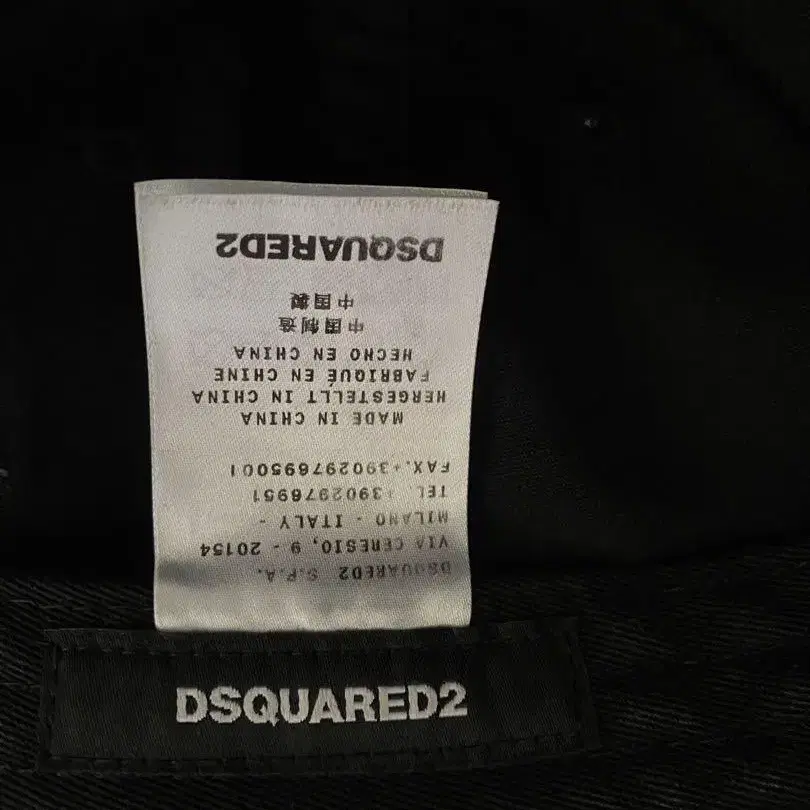 DSQUARED2 S.P.A.
VIA CERESIO, 9 - 20154
MILANO - ITALY -
TEL +3902976951
FAX.+390297695001
MADE IN CHINA
HERGESTELLT IN CHINA
FABRIQUÉ EN CHINE
HECHO EN CHINA
中国制造
中国製
DSQUARED2
DSQUARED2